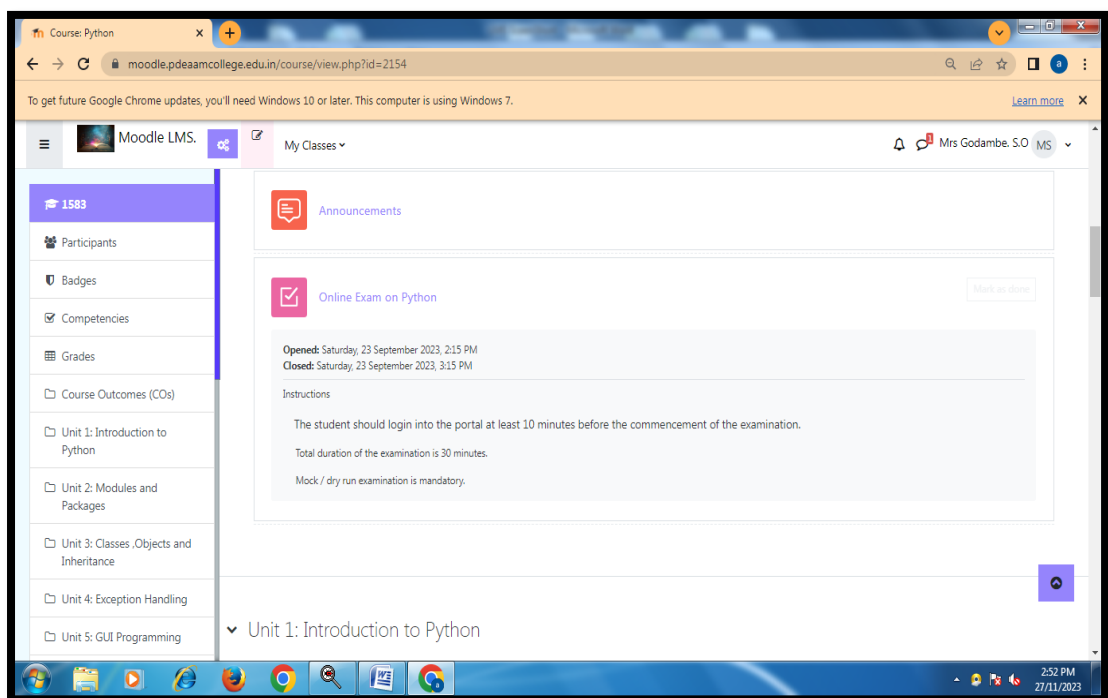 Course: Python
moodle.pdeaamcollege.edu.in/course/view.php?id=2154
a
To get future Google Chrome updates, you'll need Windows 10 or later. This computer is using Windows 7.
Learn more
Moodle LMS.
My Classes
1
Mrs Godambe. S.O
MS
1583
Participants
Badges
Competencies
Grades
Course Outcomes (COs)
Unit 1: Introduction to
Python
Unit 2: Modules and
Packages
Unit 3: Classes ,Objects and
Inheritance
Unit 4: Exception Handling
Unit 5: GUI Programming
Announcements
Online Exam on Python
Mark as done
Opened: Saturday, 23 September 2023, 2:15 PM
Closed: Saturday, 23 September 2023, 3:15 PM
Instructions
The student should login into the portal at least 10 minutes before the commencement of the examination.
Total duration of the examination is 30 minutes.
Mock / dry run examination is mandatory.
Unit 1: Introduction to Python
2:52 PM
27/11/2023